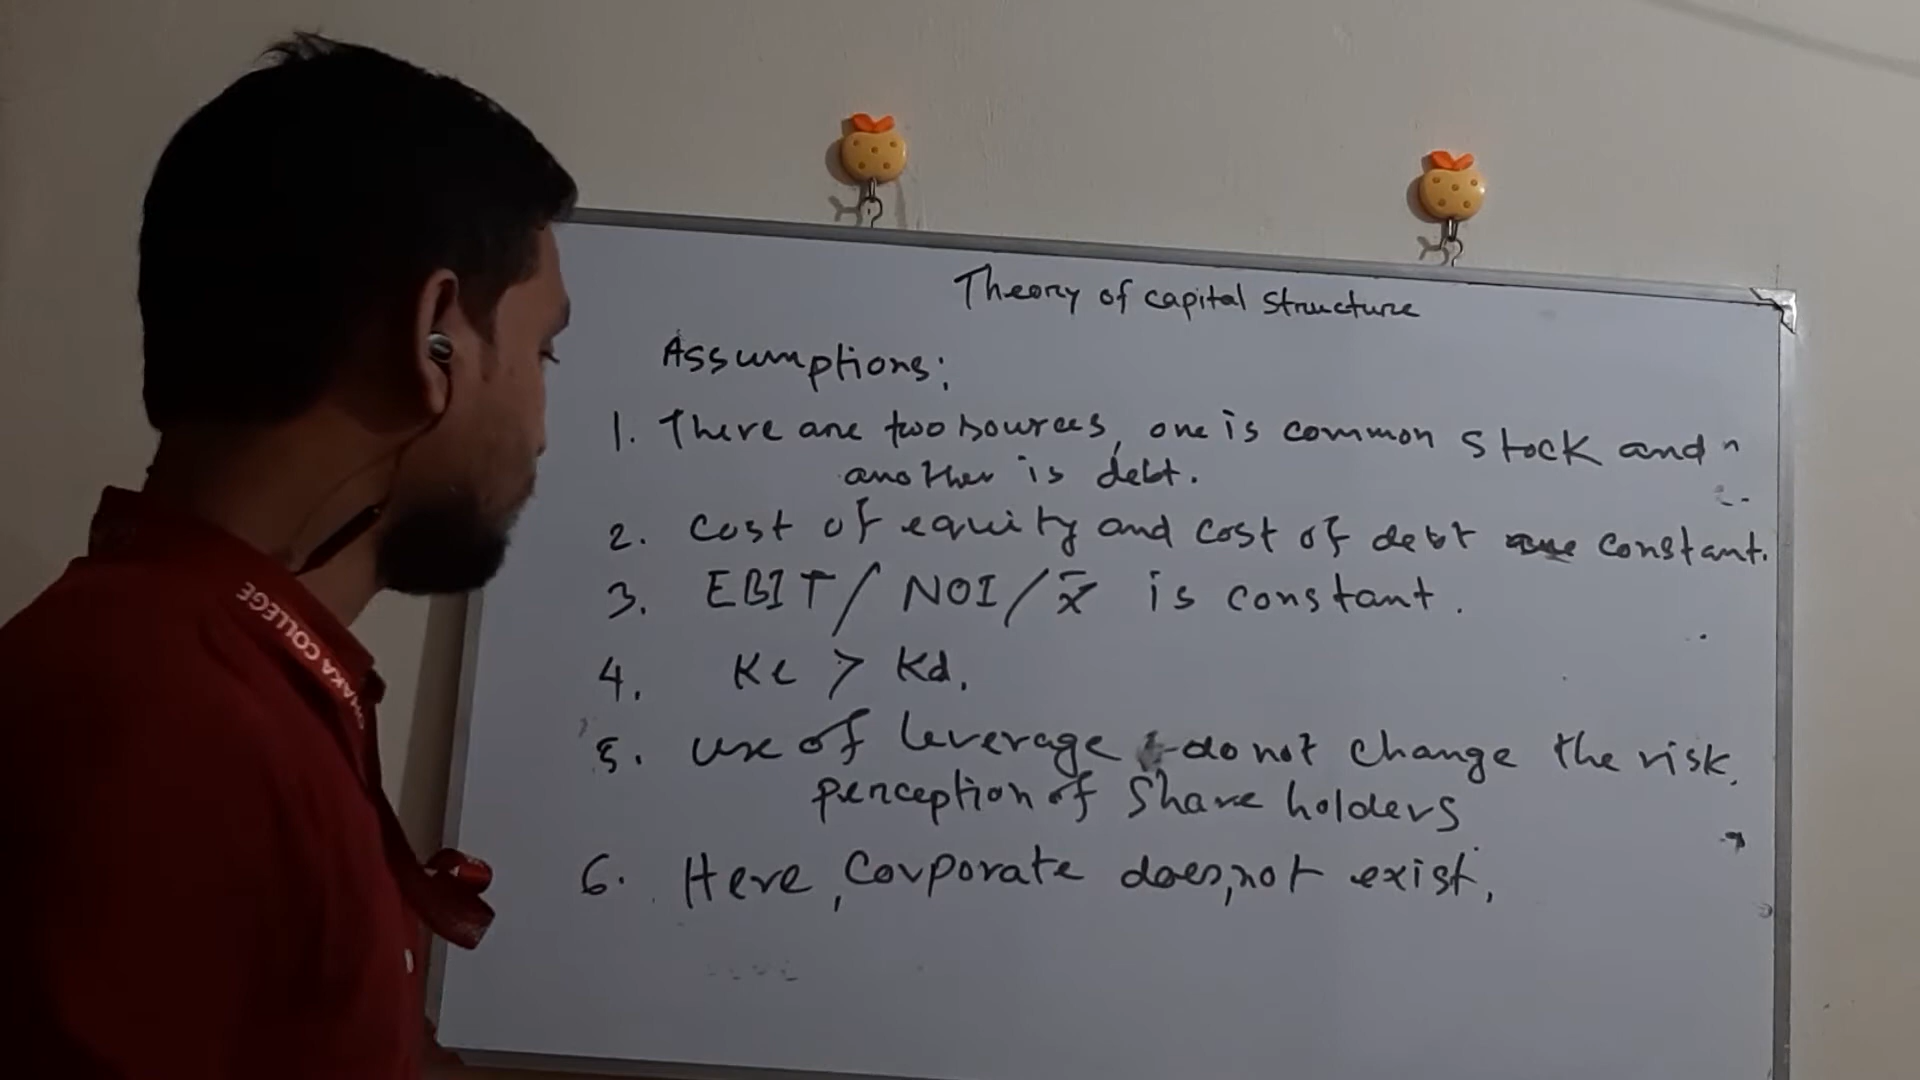 Theory of capital structure
Assumptions:
1. There are two sources, one is common stock and
another is debt.
2. Cost of equity and cost of debt are constant.
3. EBIT / NOI / x̄ is constant.
4. Ke > Kd.
5. use of leverage do not change the risk,
perception of Share holders
6. Here, Corporate does, not exist,
DHAKA COLLEGE